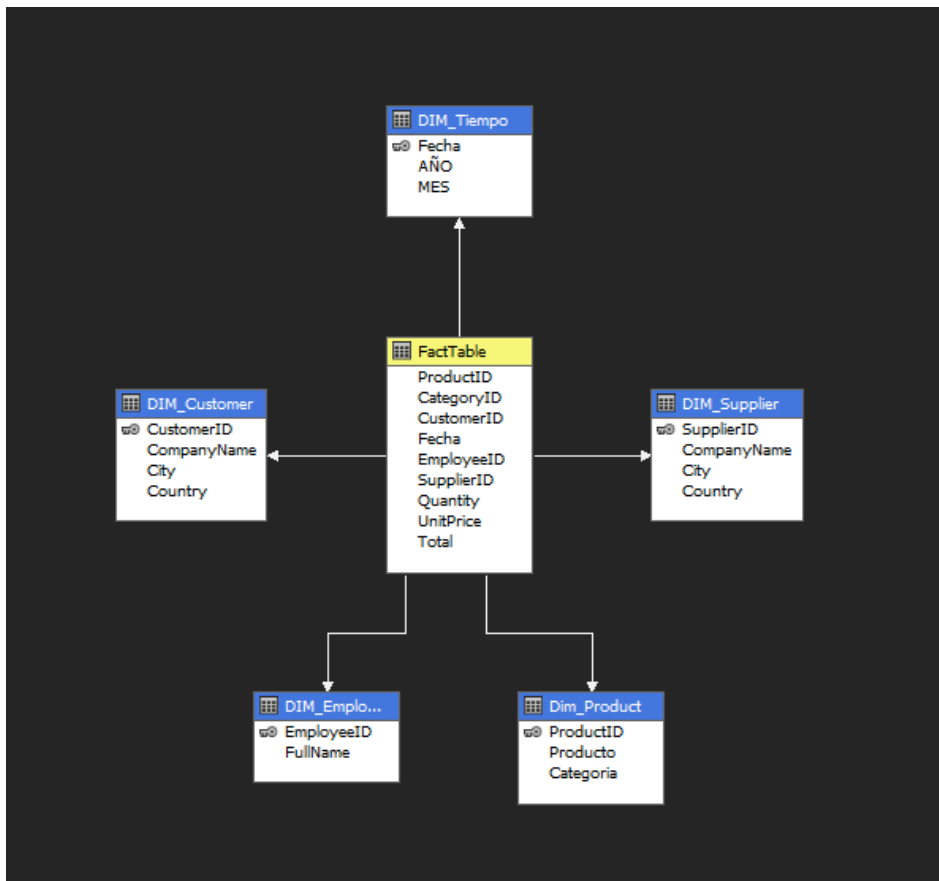 DIM_Tiempo
Fecha
AÑO
MES
FactTable
ProductID
CategoryID
CustomerID
Fecha
EmployeeID
SupplierID
Quantity
UnitPrice
Total
DIM_Customer
CustomerID
CompanyName
City
Country
DIM_Supplier
SupplierID
CompanyName
City
Country
DIM_Emplo...
EmployeeID
FullName
Dim_Product
ProductID
Producto
Categoria